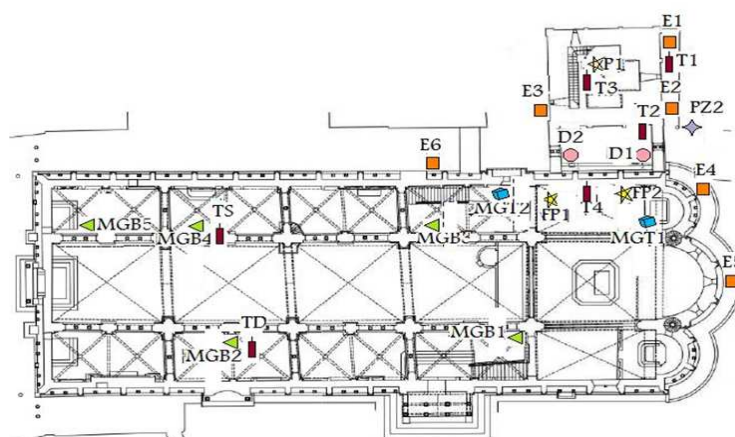 E1
P1
T1
T3
E3
E2
PZ2
T2
D2
D1
E6
E4
MGT2
FP1
T4
FP2
MGB5
MGB4
TS
MGB3
MGT1
E5
TD
MGB1
MGB2